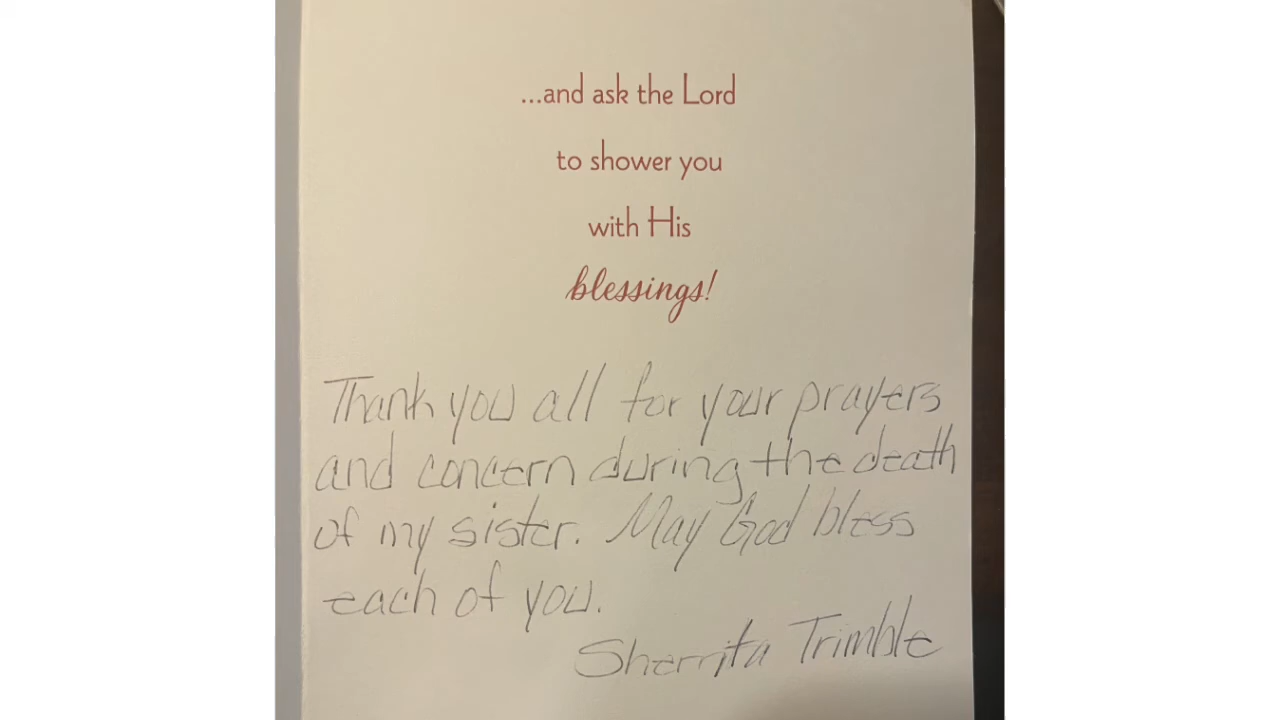 ...and ask the Lord
to shower you
with His
blessings!
Thank you all for your prayers
and concern during the death
of my sister. May God bless
each of you.
Sherrita Trimble